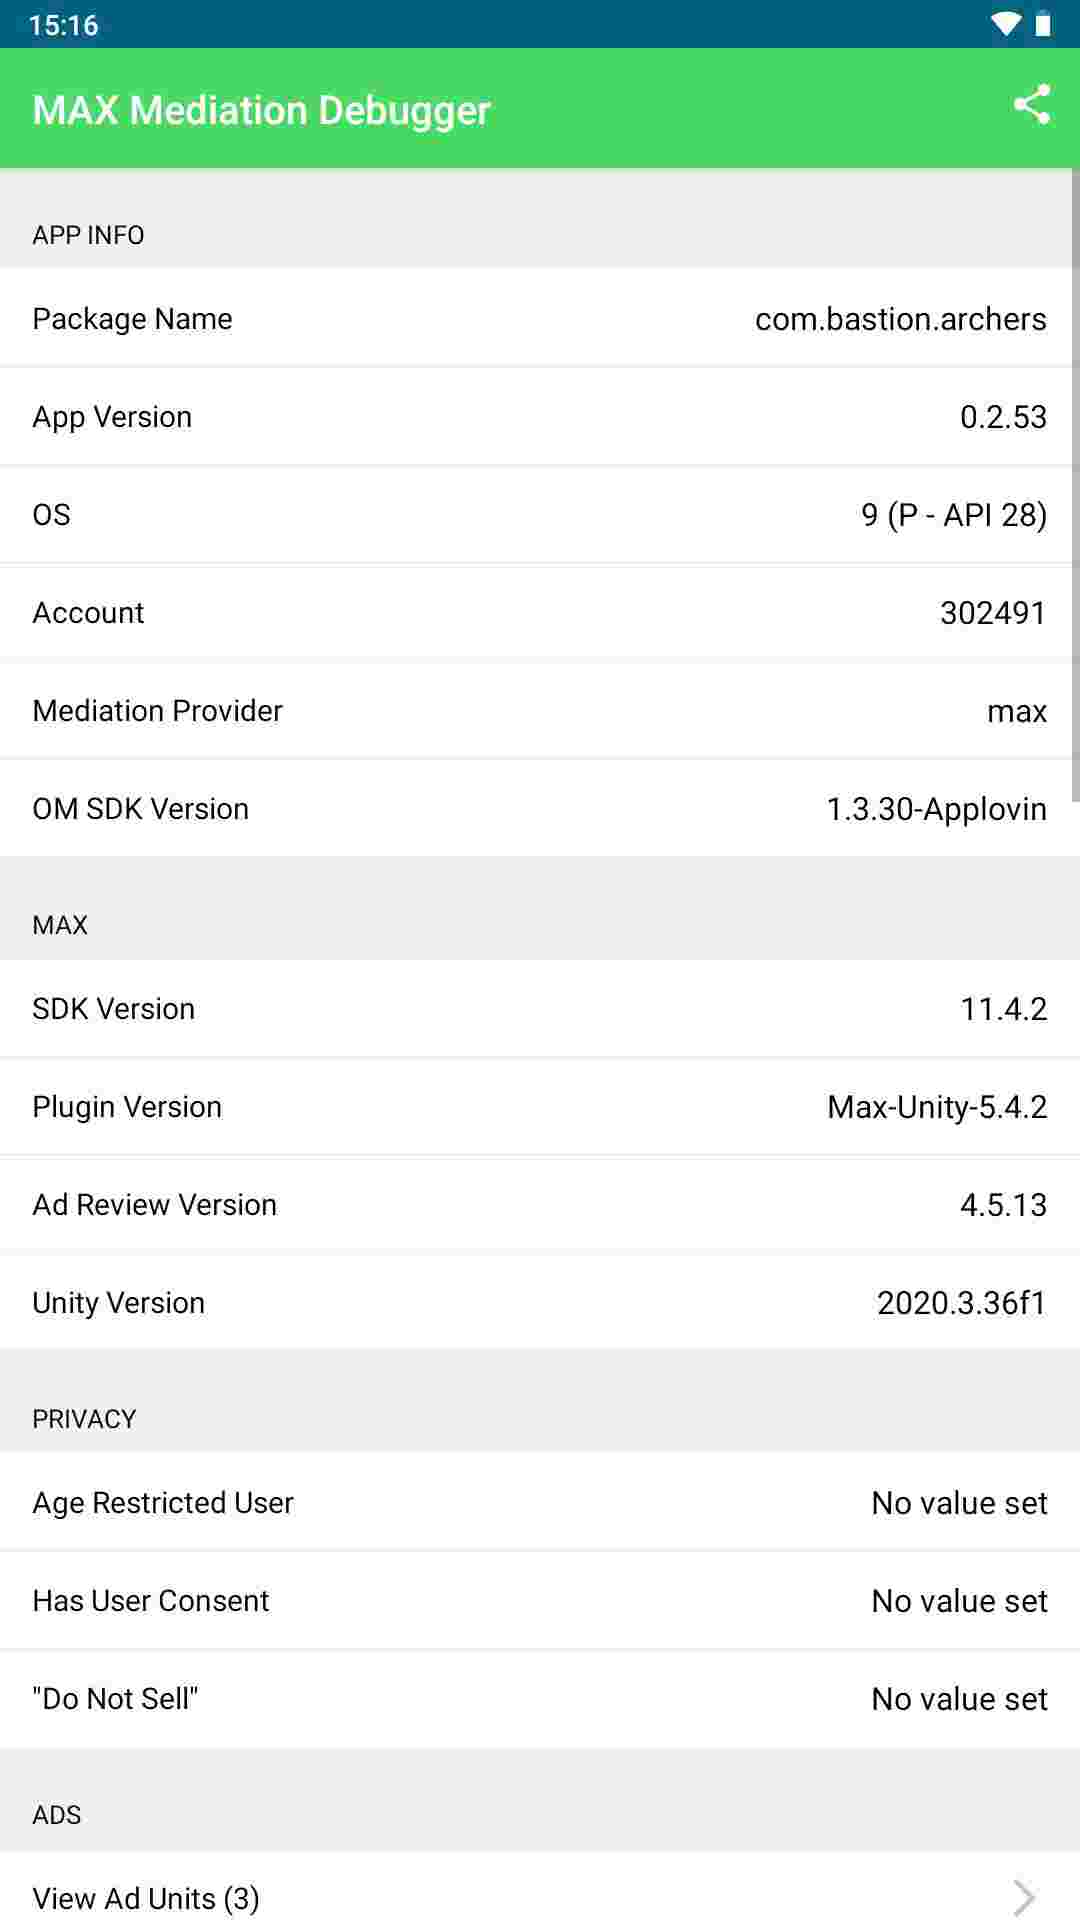 15:16
MAX Mediation Debugger
APP INFO
Package Name com.bastion.archers
App Version 0.2.53
OS 9 (P - API 28)
Account 302491
Mediation Provider max
OM SDK Version 1.3.30-Applovin
MAX
SDK Version 11.4.2
Plugin Version Max-Unity-5.4.2
Ad Review Version 4.5.13
Unity Version 2020.3.36f1
PRIVACY
Age Restricted User No value set
Has User Consent No value set
"Do Not Sell" No value set
ADS
View Ad Units (3)